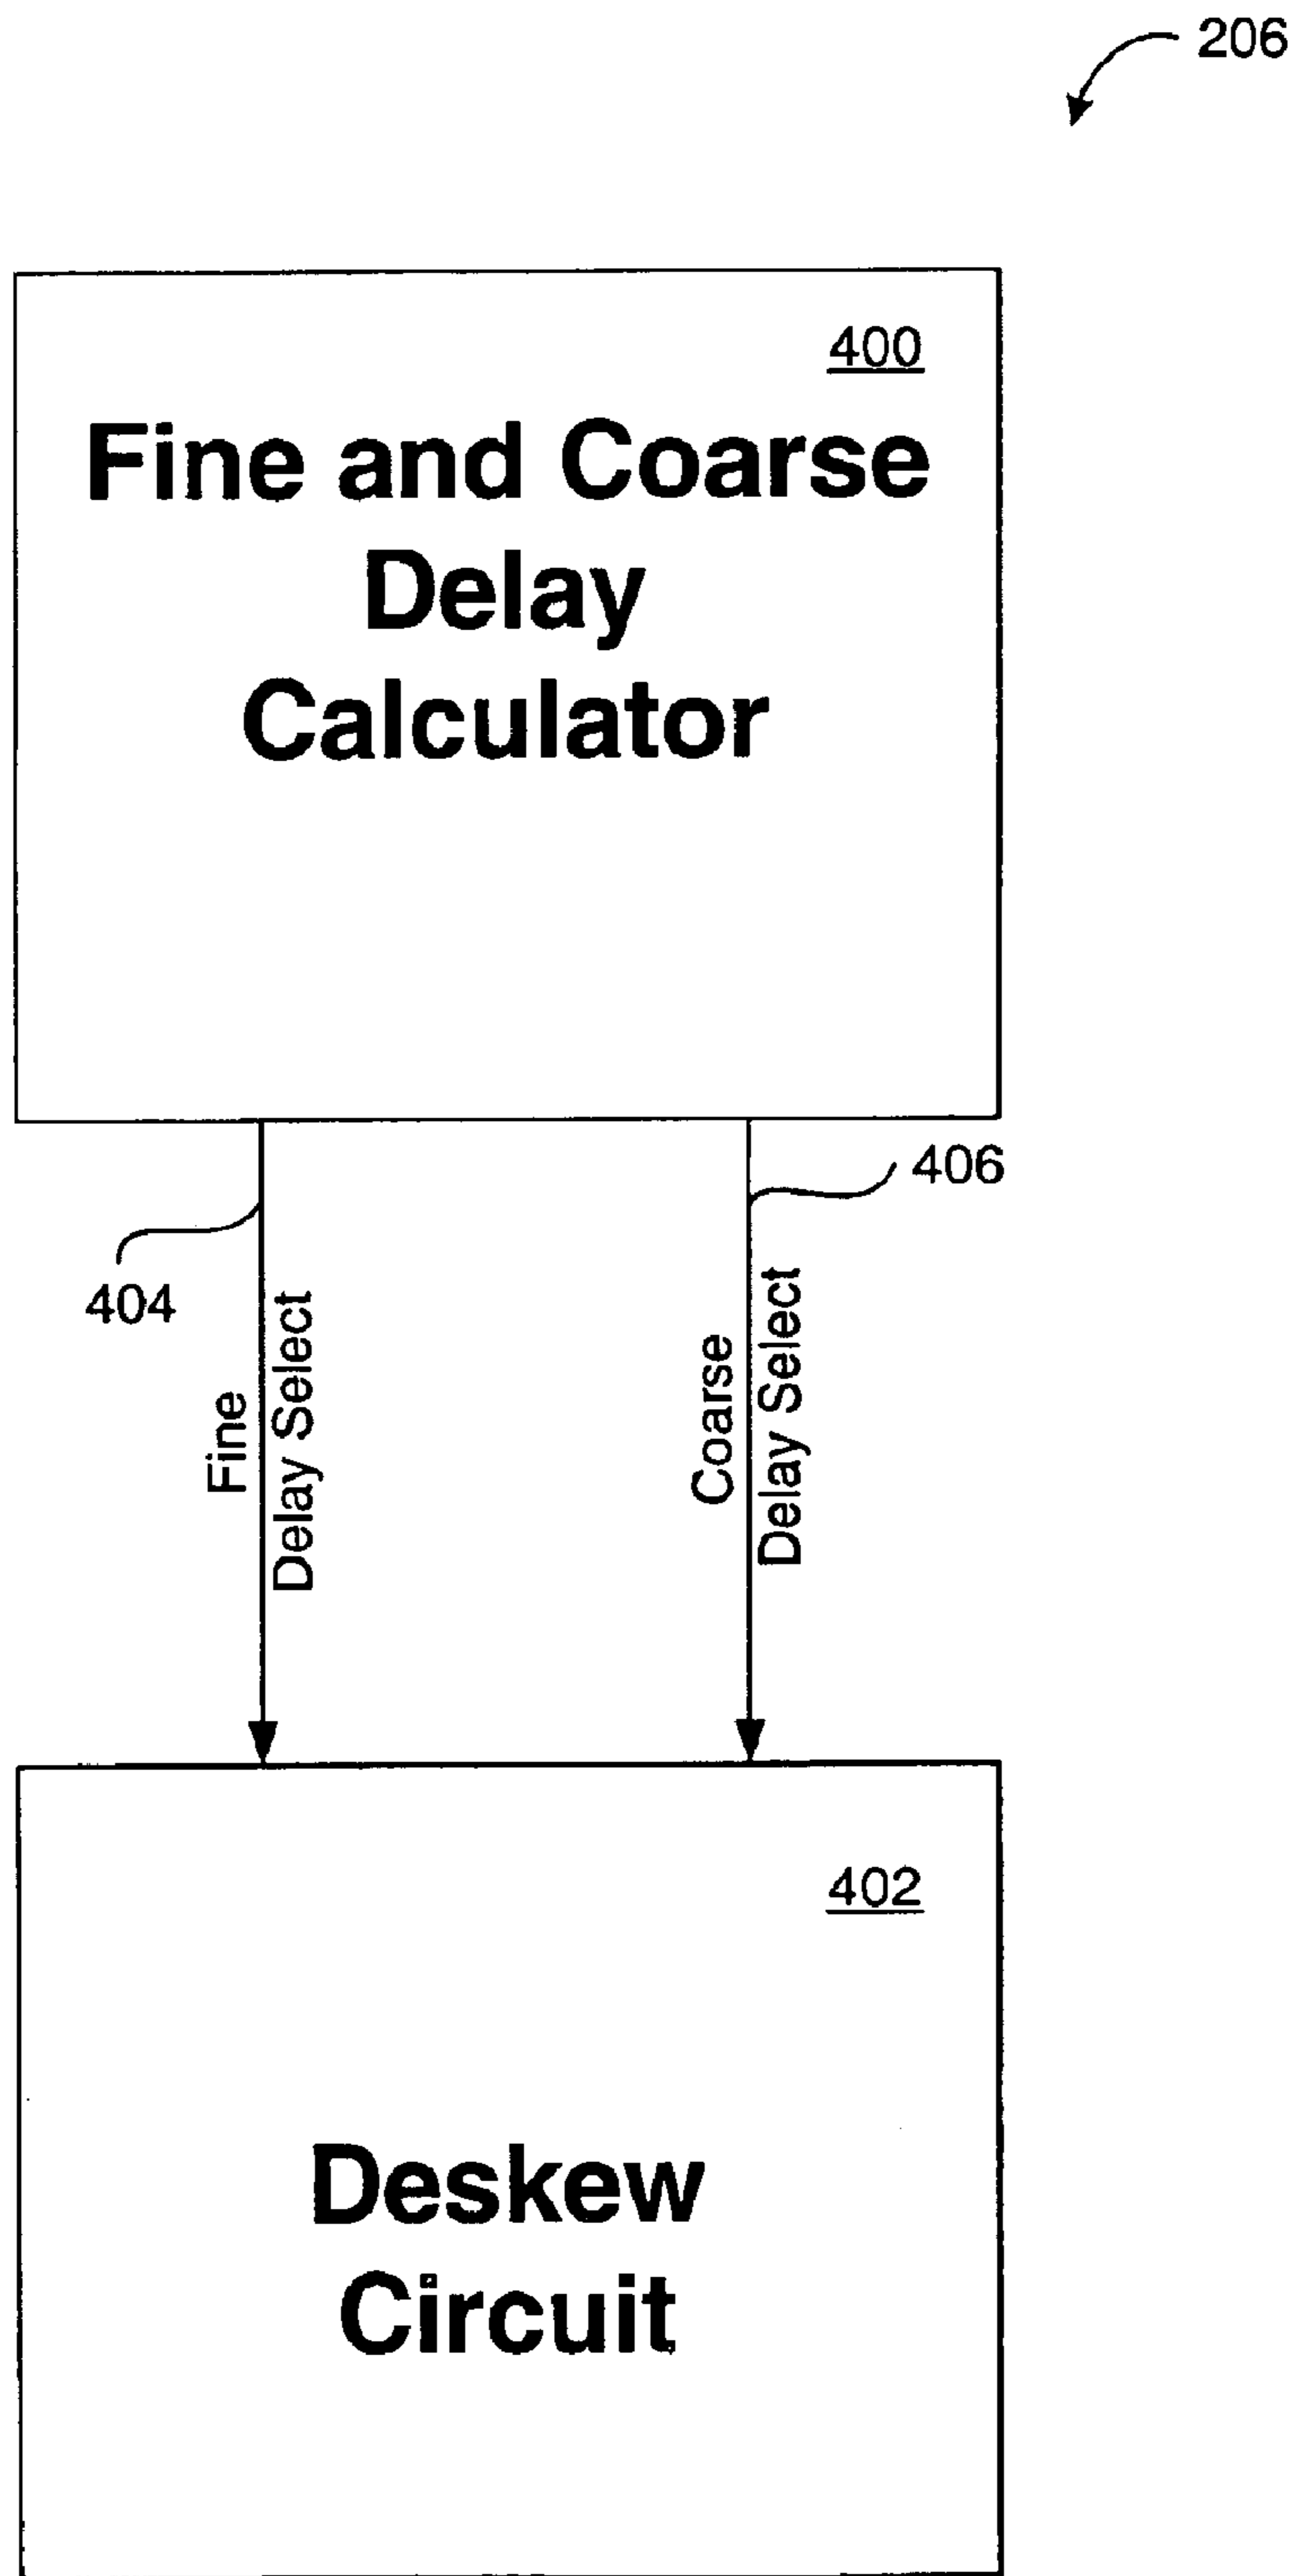 206
400
Fine and Coarse
Delay
Calculator
406
404
Fine
Delay Select
Coarse
Delay Select
402
Deskew
Circuit